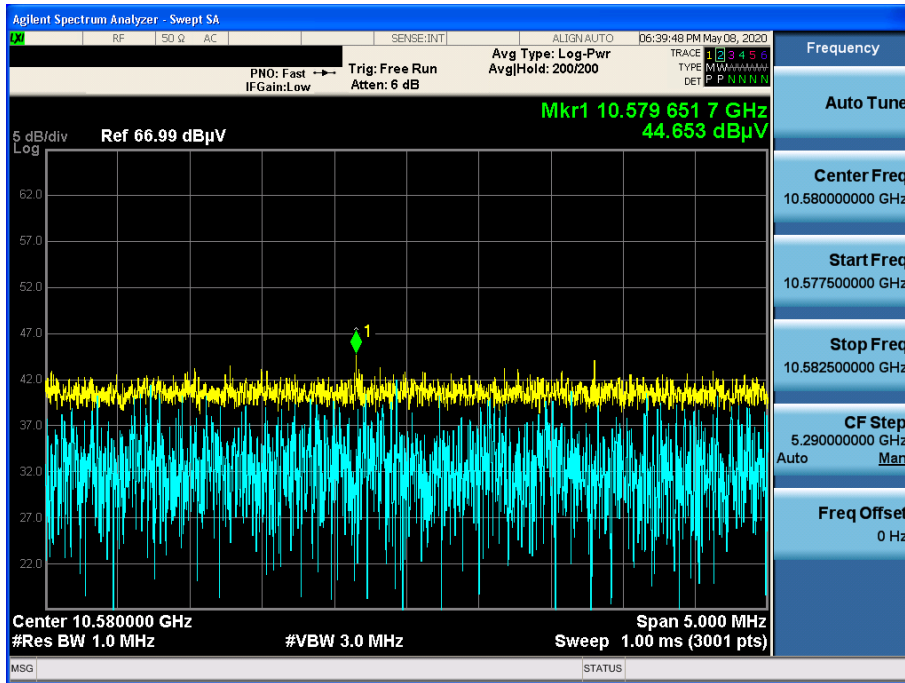 Agilent Spectrum Analyzer - Swept SA
LXI RF 50 Ω AC SENSE:INT ALIGN AUTO 06:39:48 PM May 08, 2020
PNO: Fast
IFGain:Low
Trig: Free Run
Atten: 6 dB
Avg Type: Log-Pwr
Avg|Hold: 200/200
TRACE 1 2 3 4 5 6
TYPE M W
DET P P N N N N
Mkr1 10.579 651 7 GHz
44.653 dBµV
5 dB/div Ref 66.99 dBµV
Log
62.0
57.0
52.0
47.0
42.0
37.0
32.0
27.0
22.0
1
Center 10.580000 GHz Span 5.000 MHz
#Res BW 1.0 MHz #VBW 3.0 MHz Sweep 1.00 ms (3001 pts)
MSG STATUS
Frequency
Auto Tune
Center Freq
10.580000000 GHz
Start Freq
10.577500000 GHz
Stop Freq
10.582500000 GHz
CF Step
5.290000000 GHz
Auto Man
Freq Offset
0 Hz